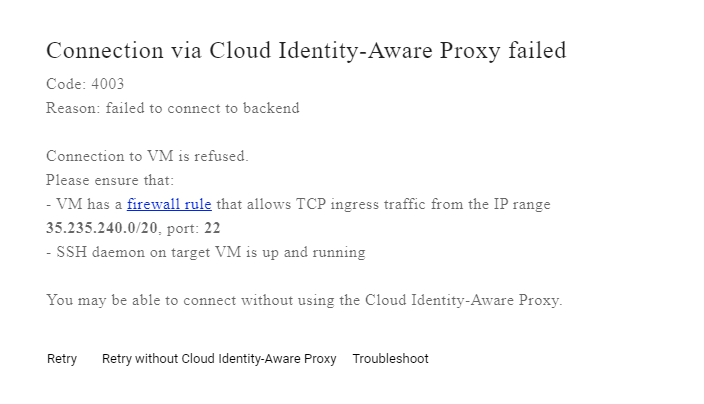 Connection via Cloud Identity-Aware Proxy failed
Code: 4003
Reason: failed to connect to backend
Connection to VM is refused.
Please ensure that:
- VM has a firewall rule that allows TCP ingress traffic from the IP range
35.235.240.0/20, port: 22
- SSH daemon on target VM is up and running
You may be able to connect without using the Cloud Identity-Aware Proxy.
Retry Retry without Cloud Identity-Aware Proxy Troubleshoot